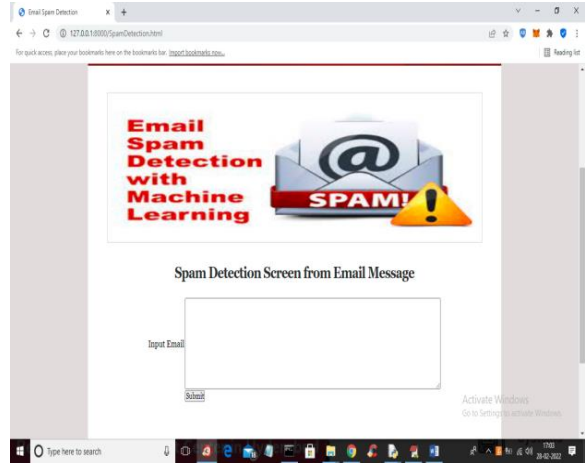 Email Spam Detection
127.0.0.1:8000/SpamDetection.html
For quick access, place your bookmarks here on the bookmarks bar. Import bookmarks now...
Reading list
Email
Spam
Detection
with
Machine
Learning
@
SPAM!
Spam Detection Screen from Email Message
Input Email
Submit
Activate Windows
Go to Settings to activate Windows.
Type here to search
17:03
28-02-2022